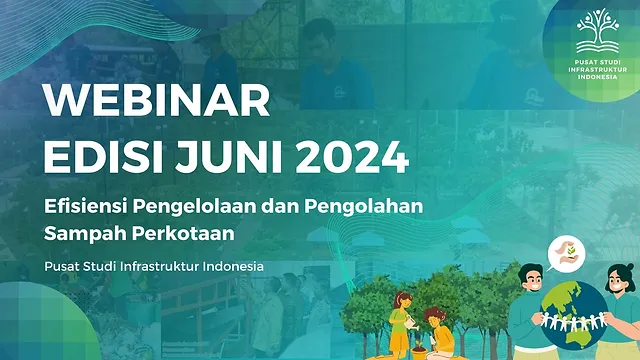 PUSAT STUDI
INFRASTRUKTUR
INDONESIA
WEBINAR
EDISI JUNI 2024
Efisiensi Pengelolaan dan Pengolahan
Sampah Perkotaan
Pusat Studi Infrastruktur Indonesia